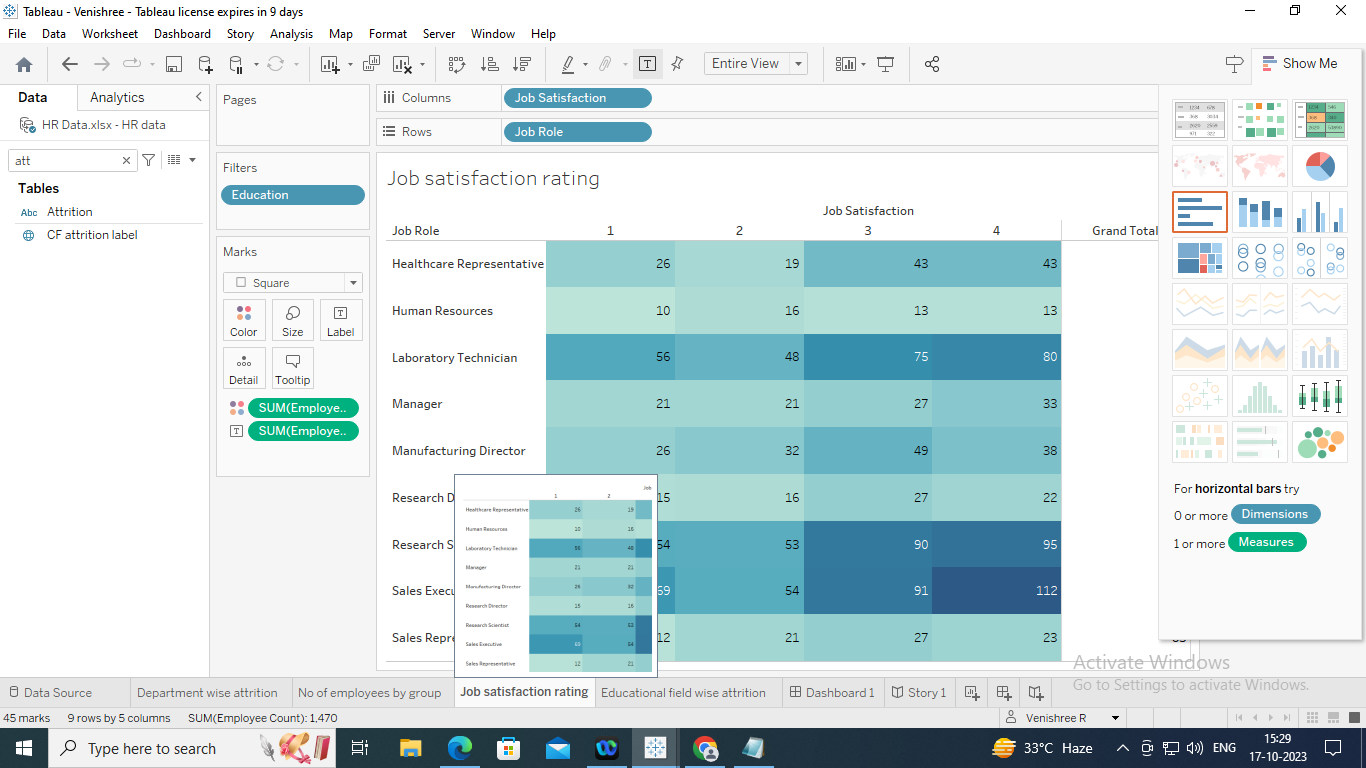 Tableau - Venishree - Tableau license expires in 9 days
File Data Worksheet Dashboard Story Analysis Map Format Server Window Help
Entire View
Show Me
Data Analytics
HR Data.xlsx - HR data
att
Tables
Abc Attrition
CF attrition label
Pages
Filters
Education
Marks
Square
Color Size Label
Detail Tooltip
SUM(Employe..
SUM(Employe..
Columns Job Satisfaction
Rows Job Role
Job satisfaction rating
Job Satisfaction
Job Role 1 2 3 4 Grand Total
Healthcare Representative 26 19 43 43
Human Resources 10 16 13 13
Laboratory Technician 56 48 75 80
Manager 21 21 27 33
Manufacturing Director 26 32 49 38
Research D 15 16 27 22
Research S 54 53 90 95
Sales Execu 69 54 91 112
Sales Repre 12 21 27 23
Job
1 2
Healthcare Representative 26 19
Human Resources 10 16
Laboratory Technician 56 48
Manager 21 21
Manufacturing Director 26 32
Research Director 15 16
Research Scientist 54 53
Sales Executive 69 54
Sales Representative 12 21
For horizontal bars try
0 or more Dimensions
1 or more Measures
Activate Windows
Go to Settings to activate Windows.
Data Source Department wise attrition No of employees by group Job satisfaction rating Educational field wise attrition Dashboard 1 Story 1
45 marks 9 rows by 5 columns SUM(Employee Count): 1,470 Venishree R
Type here to search
33°C Haze
ENG
15:29
17-10-2023